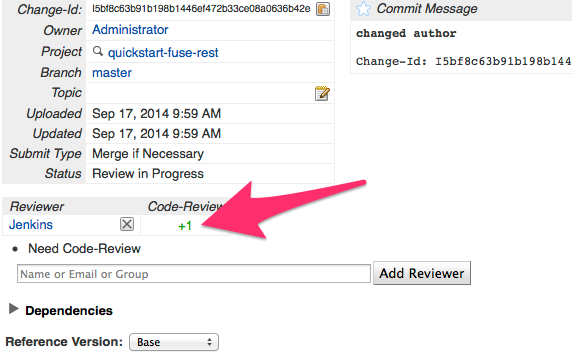 Change-Id: I5bf8c63b91b198b1446ef472b33ce08a0636b42e
Owner Administrator
Project quickstart-fuse-rest
Branch master
Topic
Uploaded Sep 17, 2014 9:59 AM
Updated Sep 17, 2014 9:59 AM
Submit Type Merge if Necessary
Status Review in Progress
Commit Message
changed author
Change-Id: I5bf8c63b91b198b144
Reviewer Code-Review
Jenkins +1
Need Code-Review
Name or Email or Group Add Reviewer
Dependencies
Reference Version: Base